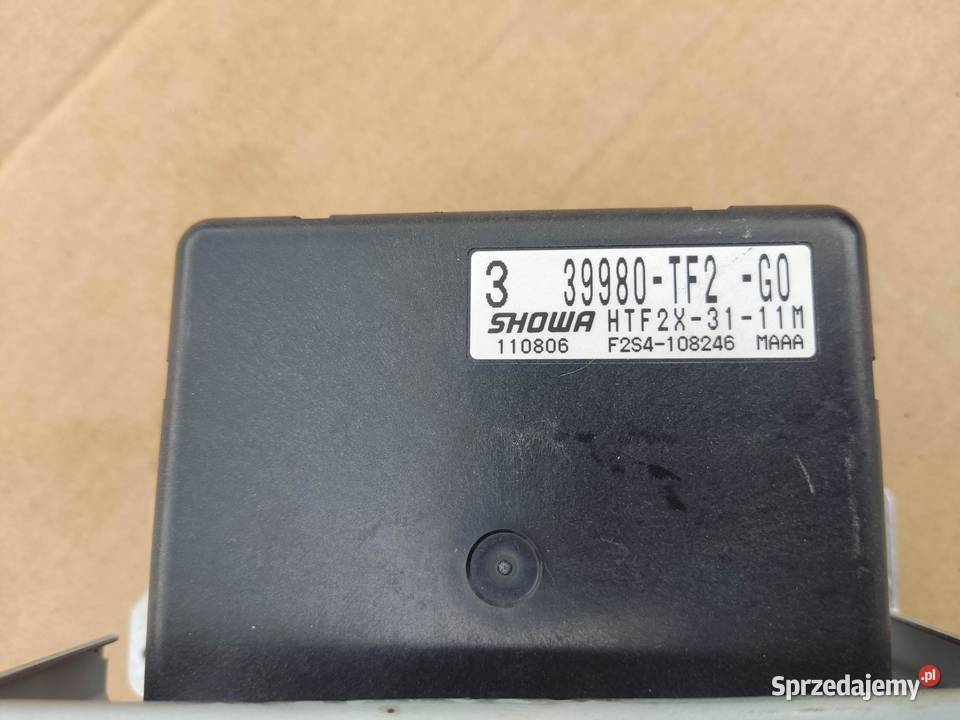 3 39980-TF2 -G0
SHOWA HTF2X-31-11M
110806 F2S4-108246 MAAA
Sprzedajemy.pl